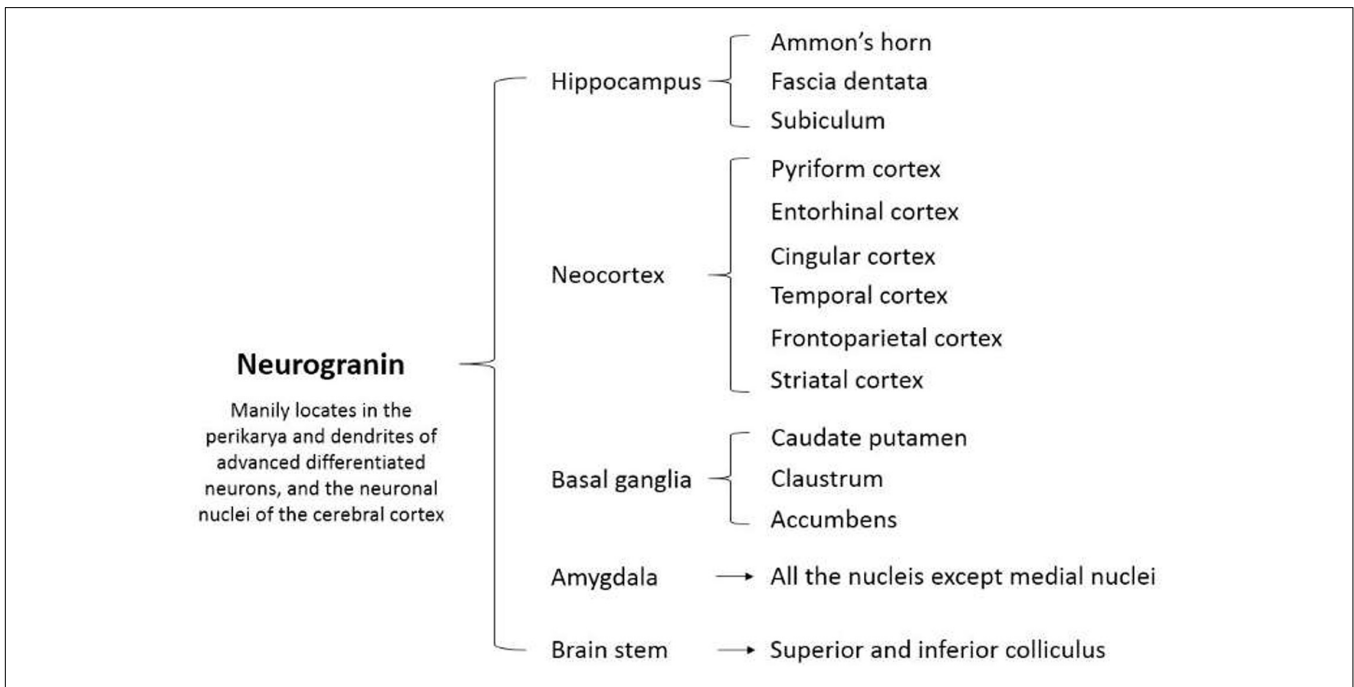 Neurogranin
Manily locates in the
perikarya and dendrites of
advanced differentiated
neurons, and the neuronal
nuclei of the cerebral cortex
Hippocampus
Ammon’s horn
Fascia dentata
Subiculum
Neocortex
Pyriform cortex
Entorhinal cortex
Cingular cortex
Temporal cortex
Frontoparietal cortex
Striatal cortex
Basal ganglia
Caudate putamen
Claustrum
Accumbens
Amygdala
All the nucleis except medial nuclei
Brain stem
Superior and inferior colliculus